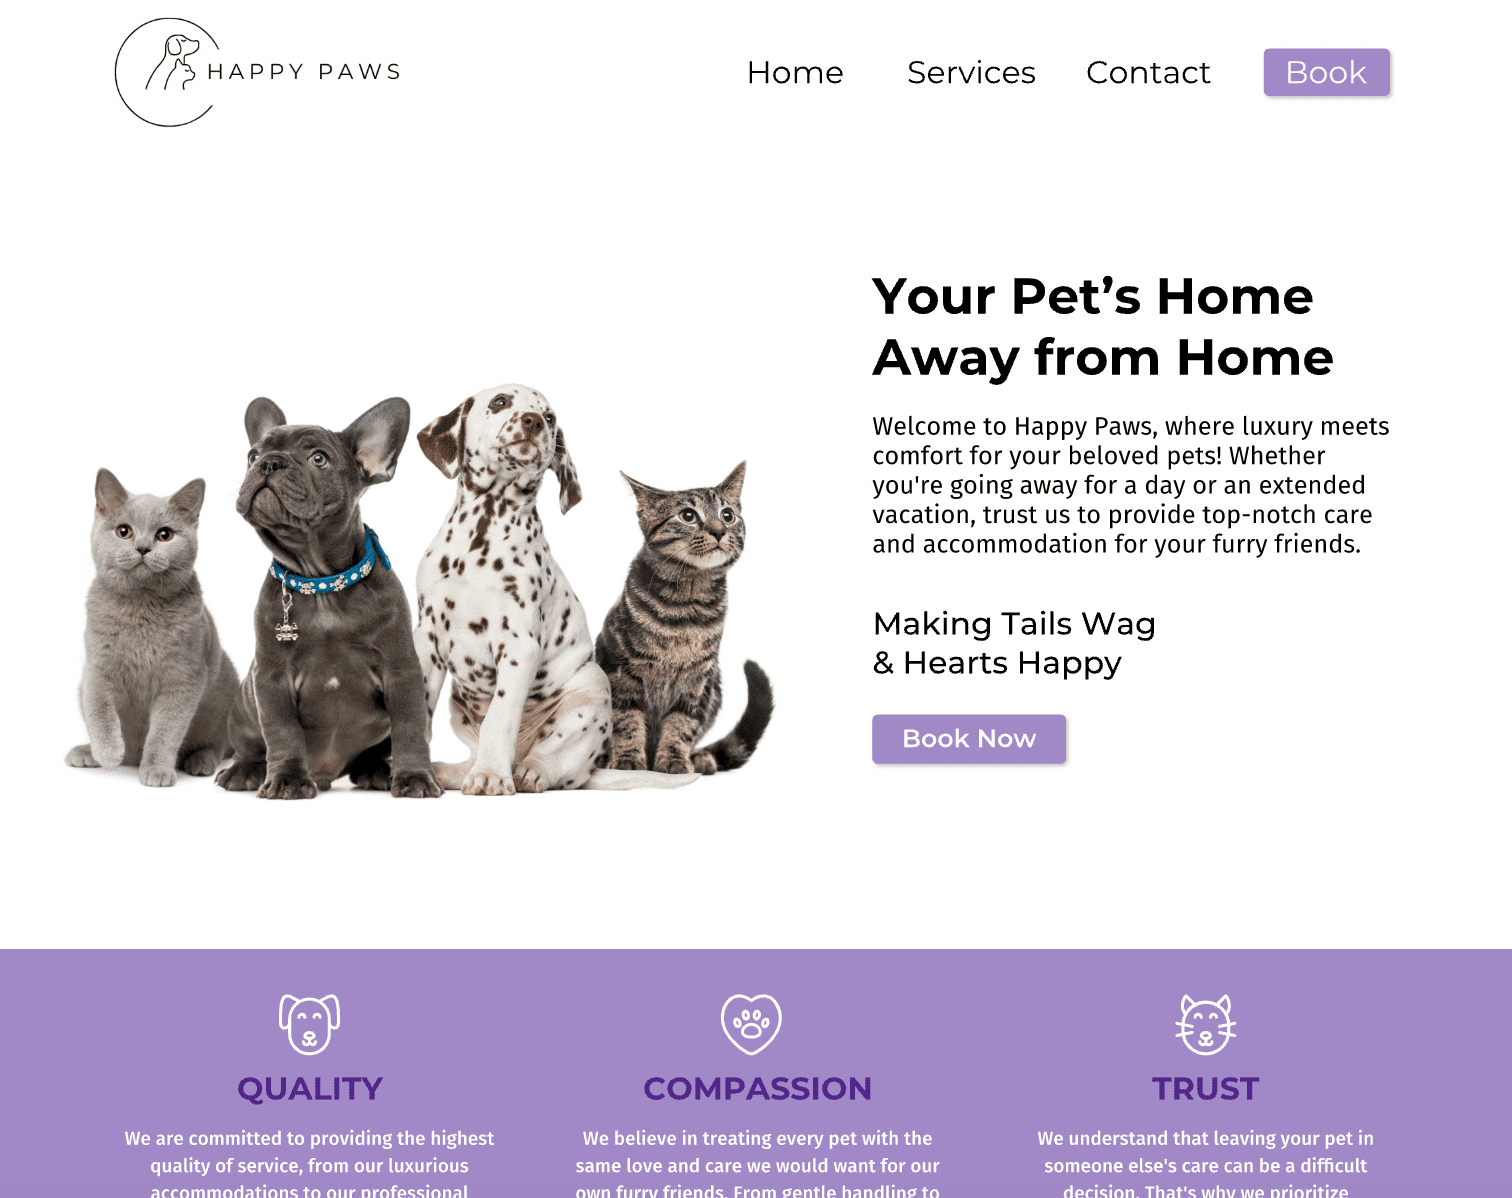 HAPPY PAWS
Home Services Contact Book
Your Pet’s Home
Away from Home
Welcome to Happy Paws, where luxury meets
comfort for your beloved pets! Whether
you're going away for a day or an extended
vacation, trust us to provide top-notch care
and accommodation for your furry friends.
Making Tails Wag
& Hearts Happy
Book Now
QUALITY
We are committed to providing the highest
quality of service, from our luxurious
accommodations to our professional
COMPASSION
We believe in treating every pet with the
same love and care we would want for our
own furry friends. From gentle handling to
TRUST
We understand that leaving your pet in
someone else's care can be a difficult
decision. That's why we prioritize